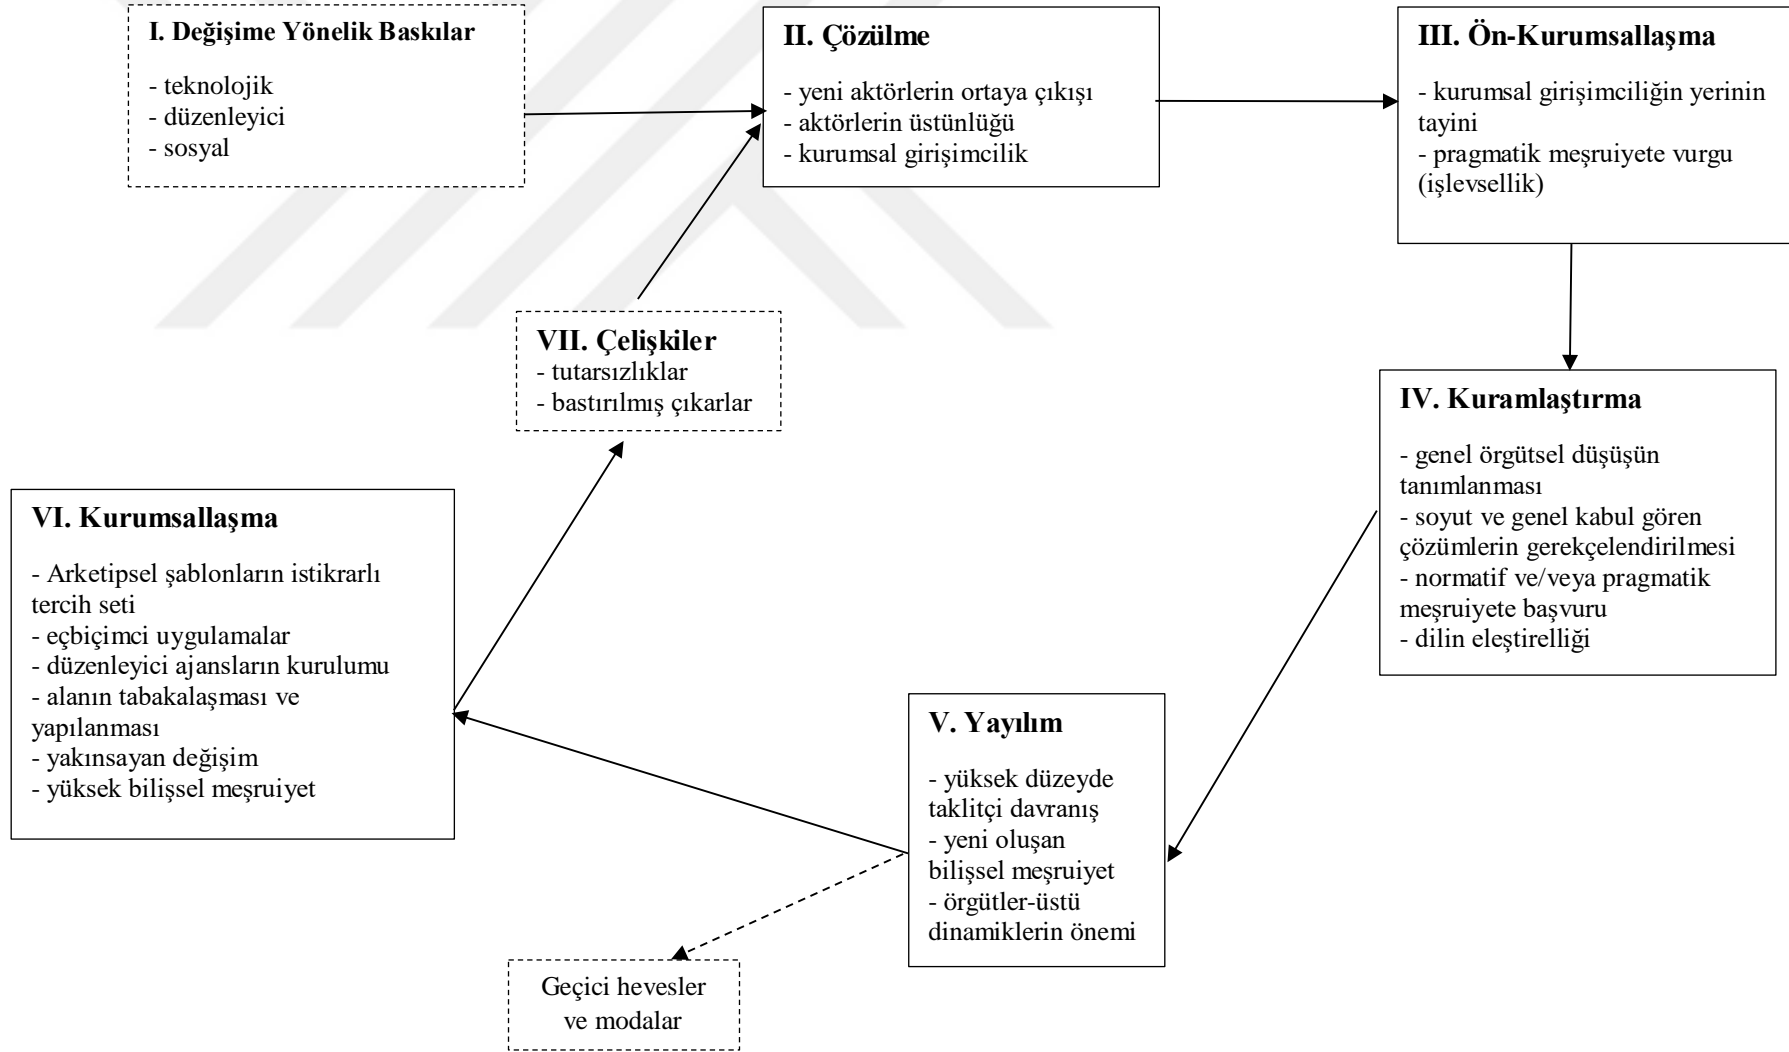 I. Değişime Yönelik Baskılar
- teknolojik
- düzenleyici
- sosyal
II. Çözülme
- yeni aktörlerin ortaya çıkışı
- aktörlerin üstünlüğü
- kurumsal girişimcilik
III. Ön-Kurumsallaşma
- kurumsal girişimciliğin yerinin
tayini
- pragmatik meşruiyete vurgu
(işlevsellik)
IV. Kuramlaştırma
- genel örgütsel düşüşün
tanımlanması
- soyut ve genel kabul gören
çözümlerin gerekçelendirilmesi
- normatif ve/veya pragmatik
meşruiyete başvuru
- dilin eleştirelliği
V. Yayılım
- yüksek düzeyde
taklitçi davranış
- yeni oluşan
bilişsel meşruiyet
- örgütler-üstü
dinamiklerin önemi
VI. Kurumsallaşma
- Arketipsel şablonların istikrarlı
tercih seti
- eçbiçimci uygulamalar
- düzenleyici ajansların kurulumu
- alanın tabakalaşması ve
yapılanması
- yakınsayan değişim
- yüksek bilişsel meşruiyet
VII. Çelişkiler
- tutarsızlıklar
- bastırılmış çıkarlar
Geçici hevesler
ve modalar